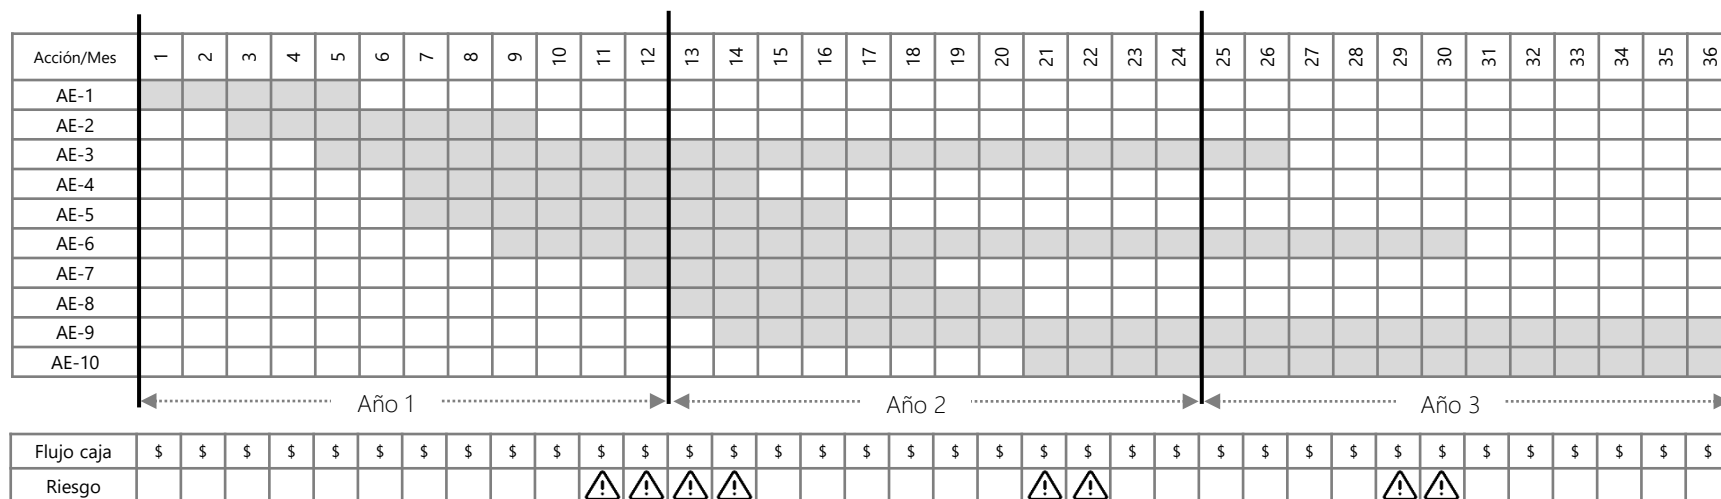 Acción/Mes 1 2 3 4 5 6 7 8 9 10 11 12 13 14 15 16 17 18 19 20 21 22 23 24 25 26 27 28 29 30 31 32 33 34 35 36
AE-1
AE-2
AE-3
AE-4
AE-5
AE-6
AE-7
AE-8
AE-9
AE-10
Año 1 Año 2 Año 3
Flujo caja $ $ $ $ $ $ $ $ $ $ $ $ $ $ $ $ $ $ $ $ $ $ $ $ $ $ $ $ $ $ $ $ $ $ $ $
Riesgo